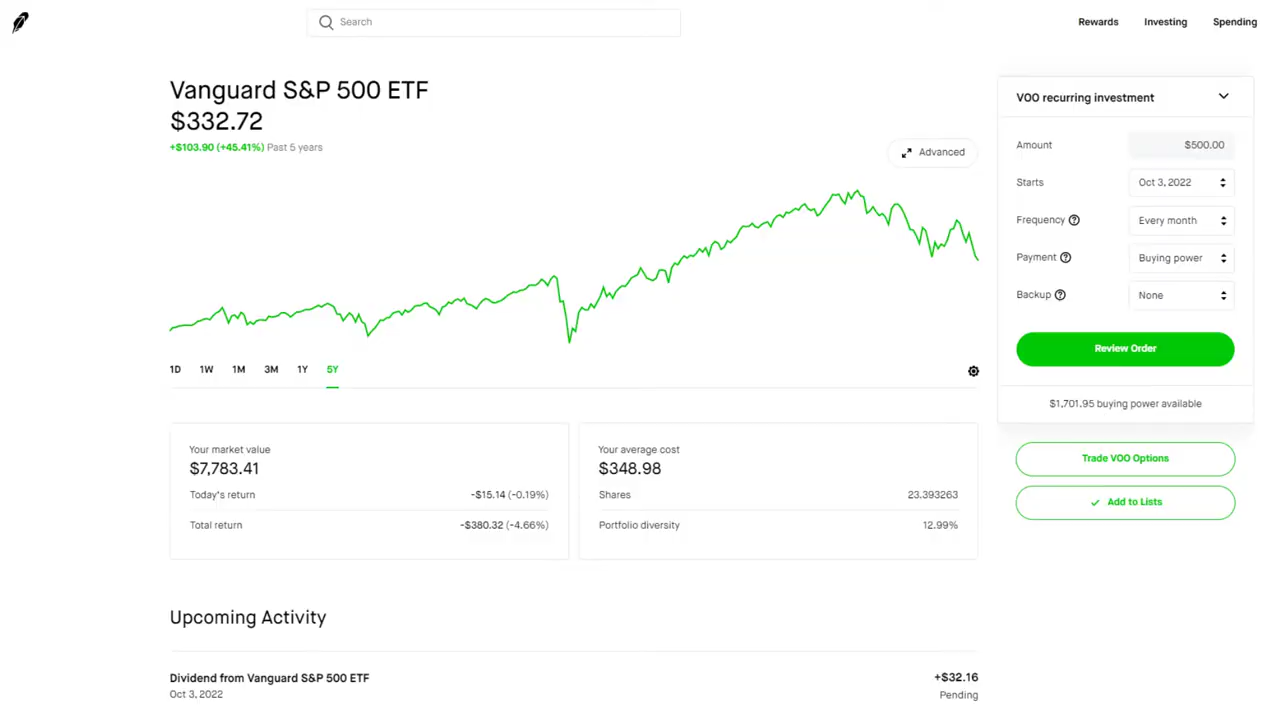 Search
Rewards
Investing
Spending
Vanguard S&P 500 ETF
$332.72
+$103.90 (+45.41%) Past 5 years
Advanced
1D 1W 1M 3M 1Y 5Y
Your market value
$7,783.41
Today's return -$15.14 (-0.19%)
Total return -$380.32 (-4.66%)
Your average cost
$348.98
Shares 23.393263
Portfolio diversity 12.99%
Upcoming Activity
Dividend from Vanguard S&P 500 ETF +$32.16
Oct 3, 2022 Pending
VOO recurring investment
Amount $500.00
Starts Oct 3, 2022
Frequency Every month
Payment Buying power
Backup None
Review Order
$1,701.95 buying power available
Trade VOO Options
Add to Lists